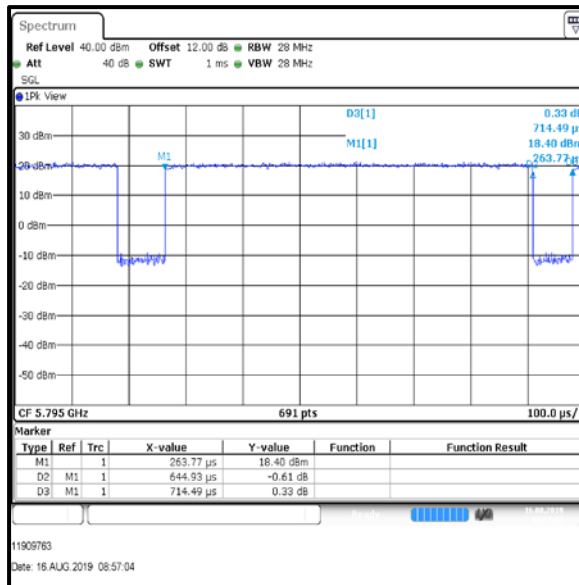 Spectrum
Ref Level 40.00 dBm Offset 12.00 dB RBW 28 MHz
Att 40 dB SWT 1 ms VBW 28 MHz
SGL
1Pk View
D3[1] 0.33 dB
714.49 µs
M1[1] 18.40 dBm
263.77 µs
30 dBm
M1
20 dBm
10 dBm
0 dBm
-10 dBm
-20 dBm
-30 dBm
-40 dBm
-50 dBm
CF 5.795 GHz 691 pts 100.0 µs/
Marker
Type Ref Trc X-value Y-value Function Function Result
M1 1 263.77 µs 18.40 dBm
D2 M1 1 644.93 µs -0.61 dB
D3 M1 1 714.49 µs 0.33 dB
16.08.2019
11909763
Date: 16.AUG.2019 08:57:04